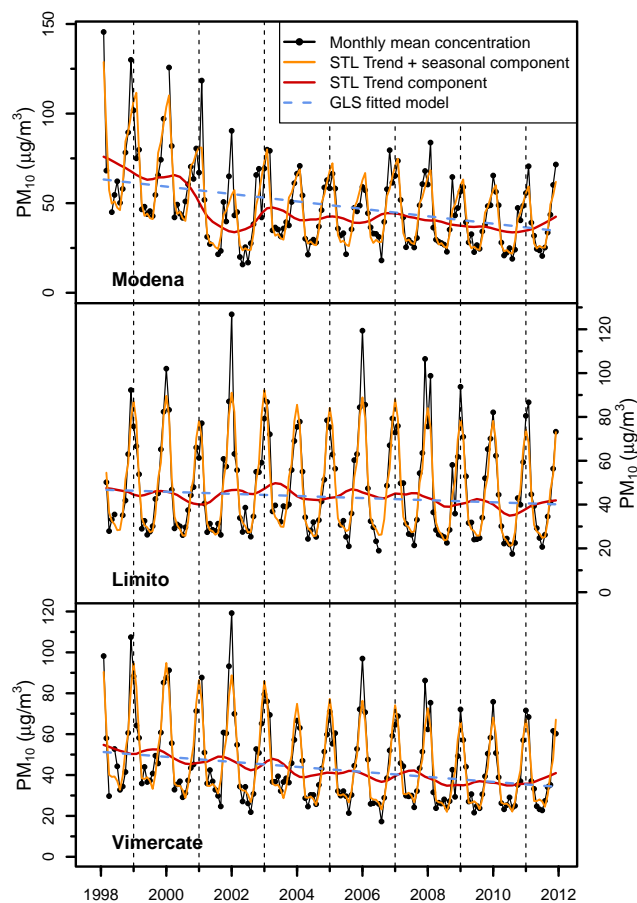 Monthly mean concentration
STL Trend + seasonal component
STL Trend component
GLS fitted model
PM10 (µg/m³)
0
50
100
150
Modena
PM10 (µg/m³)
0
20
40
60
80
100
120
Limito
PM10 (µg/m³)
0
20
40
60
80
100
120
Vimercate
1998 2000 2002 2004 2006 2008 2010 2012